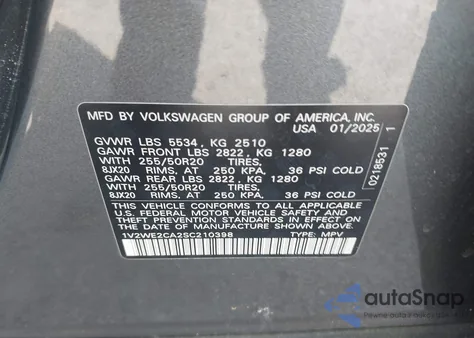 MFD BY VOLKSWAGEN GROUP OF AMERICA, INC.
USA 01/2025
GVWR LBS 5534, KG 2510
GAWR FRONT LBS 2822, KG 1280
WITH 255/50R20 TIRES,
8JX20 RIMS, AT 250 KPA, 36 PSI COLD
GAWR REAR LBS 2822, KG 1280
WITH 255/50R20 TIRES,
8JX20 RIMS, AT 250 KPA, 36 PSI COLD
THIS VEHICLE CONFORMS TO ALL APPLICABLE
U.S. FEDERAL MOTOR VEHICLE SAFETY AND
THEFT PREVENTION STANDARDS IN EFFECT ON
THE DATE OF MANUFACTURE SHOWN ABOVE.
1V2WE2CA2SC210398 TYPE: MPV
0218531 1
autoSnap